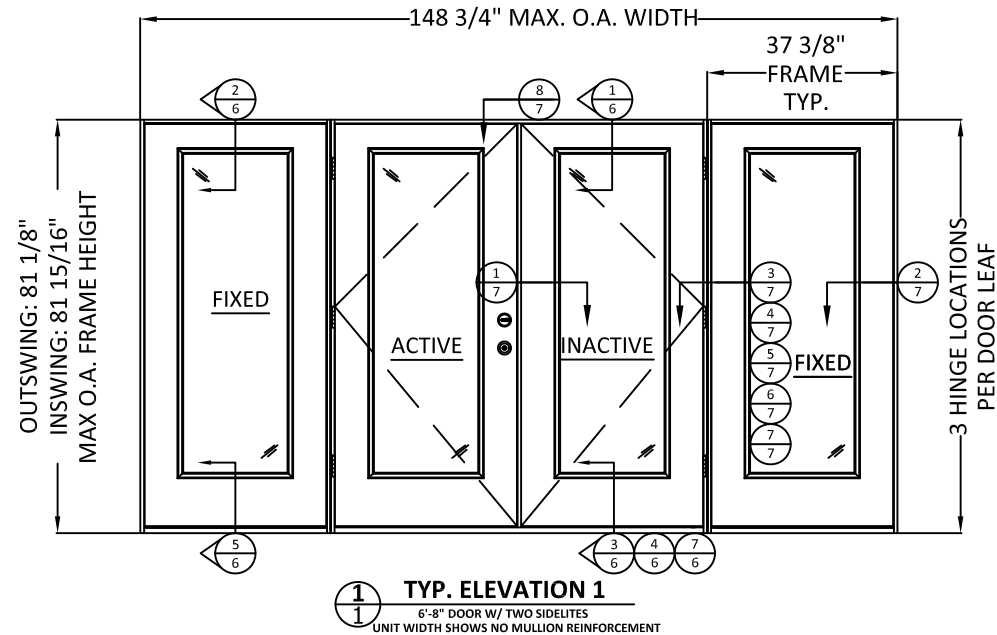 148 3/4" MAX. O.A. WIDTH
37 3/8"
FRAME
TYP.
2
6
8
7
1
6
OUTSWING: 81 1/8"
INSWING: 81 15/16"
MAX O.A. FRAME HEIGHT
FIXED
ACTIVE
1
7
INACTIVE
3
7
4
7
5
7
6
7
7
7
FIXED
2
7
3 HINGE LOCATIONS
PER DOOR LEAF
5
6
3
6
4
6
7
6
1
1
TYP. ELEVATION 1
6'-8" DOOR W/ TWO SIDELITES
UNIT WIDTH SHOWS NO MULLION REINFORCEMENT